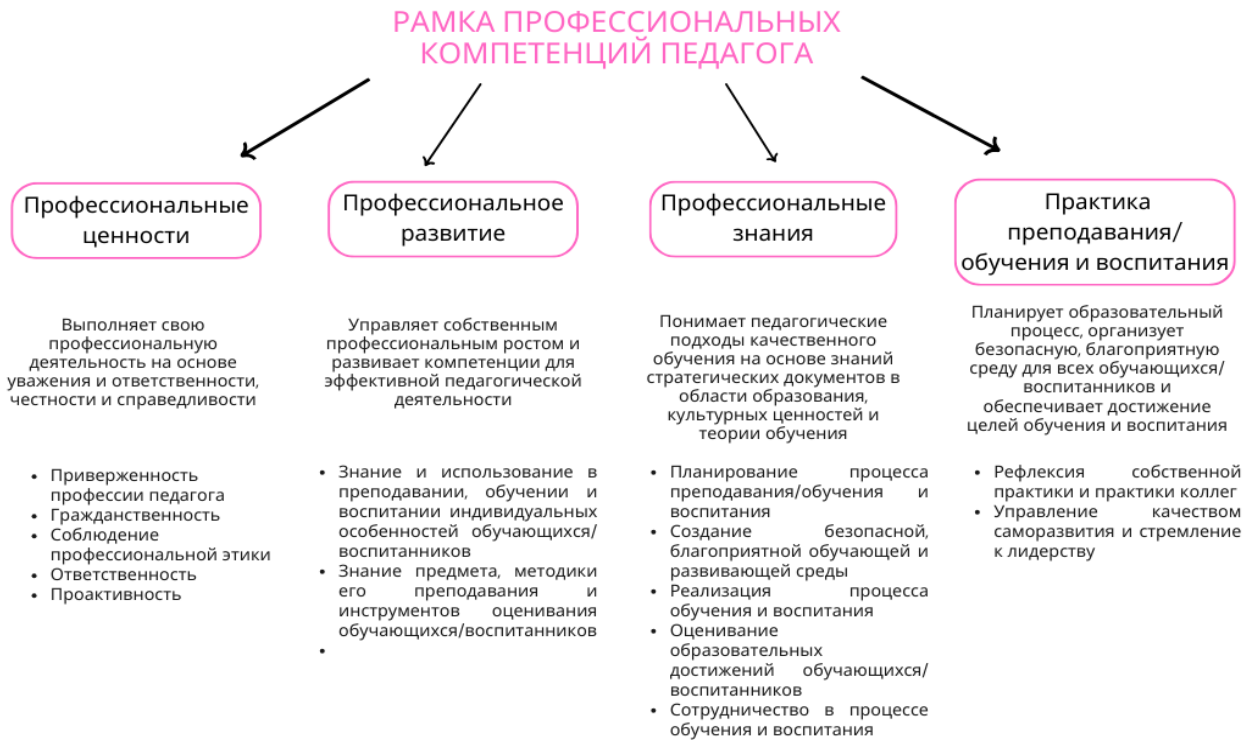 РАМКА ПРОФЕССИОНАЛЬНЫХ
КОМПЕТЕНЦИЙ ПЕДАГОГА
Профессиональные
ценности
Выполняет свою
профессиональную
деятельность на основе
уважения и ответственности,
честности и справедливости
• Приверженность
профессии педагога
• Гражданственность
• Соблюдение
профессиональной этики
• Ответственность
• Проактивность
Профессиональное
развитие
Управляет собственным
профессиональным ростом и
развивает компетенции для
эффективной педагогической
деятельности
• Знание и использование в
преподавании, обучении и
воспитании индивидуальных
особенностей обучающихся/
воспитанников
• Знание предмета, методики
его преподавания и
инструментов оценивания
обучающихся/воспитанников
•
Профессиональные
знания
Понимает педагогические
подходы качественного
обучения на основе знаний
стратегических документов в
области образования,
культурных ценностей и
теории обучения
• Планирование процесса
преподавания/обучения и
воспитания
• Создание безопасной,
благоприятной обучающей и
развивающей среды
• Реализация процесса
обучения и воспитания
• Оценивание
образовательных
достижений обучающихся/
воспитанников
• Сотрудничество в процессе
обучения и воспитания
Практика
преподавания/
обучения и воспитания
Планирует образовательный
процесс, организует
безопасную, благоприятную
среду для всех обучающихся/
воспитанников и
обеспечивает достижение
целей обучения и воспитания
• Рефлексия собственной
практики и практики коллег
• Управление качеством
саморазвития и стремление
к лидерству